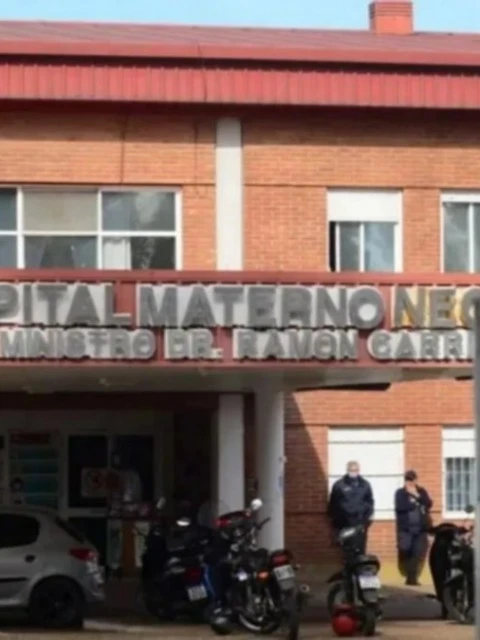 PITAL MATERNO NEO
MINISTRO DR. RAMON CARRI